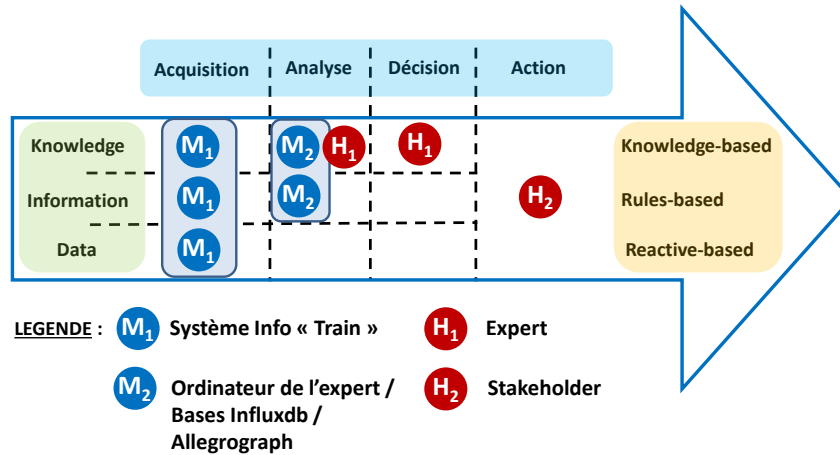 Acquisition Analyse Décision Action
Knowledge M1 M2 H1 H1 Knowledge-based
Information M1 M2 H2 Rules-based
Data M1 Reactive-based
LEGENDE : M1 Système Info « Train » H1 Expert
M2 Ordinateur de l'expert / H2 Stakeholder
Bases Influxdb /
Allegrograph